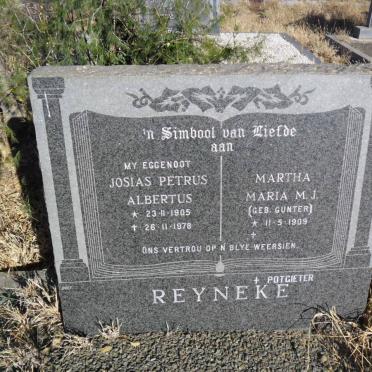 'n Simbool van Liefde
aan
MY EGGENOOT
JOSIAS PETRUS
ALBERTUS
* 23-11-1905
† 26-11-1978
MARTHA
MARIA M.J.
(GEB. GUNTER)
* 11-5-1909
†
ONS VERTROU OP 'N BLYE WEERSIEN.
† POTGIETER
REYNEKE